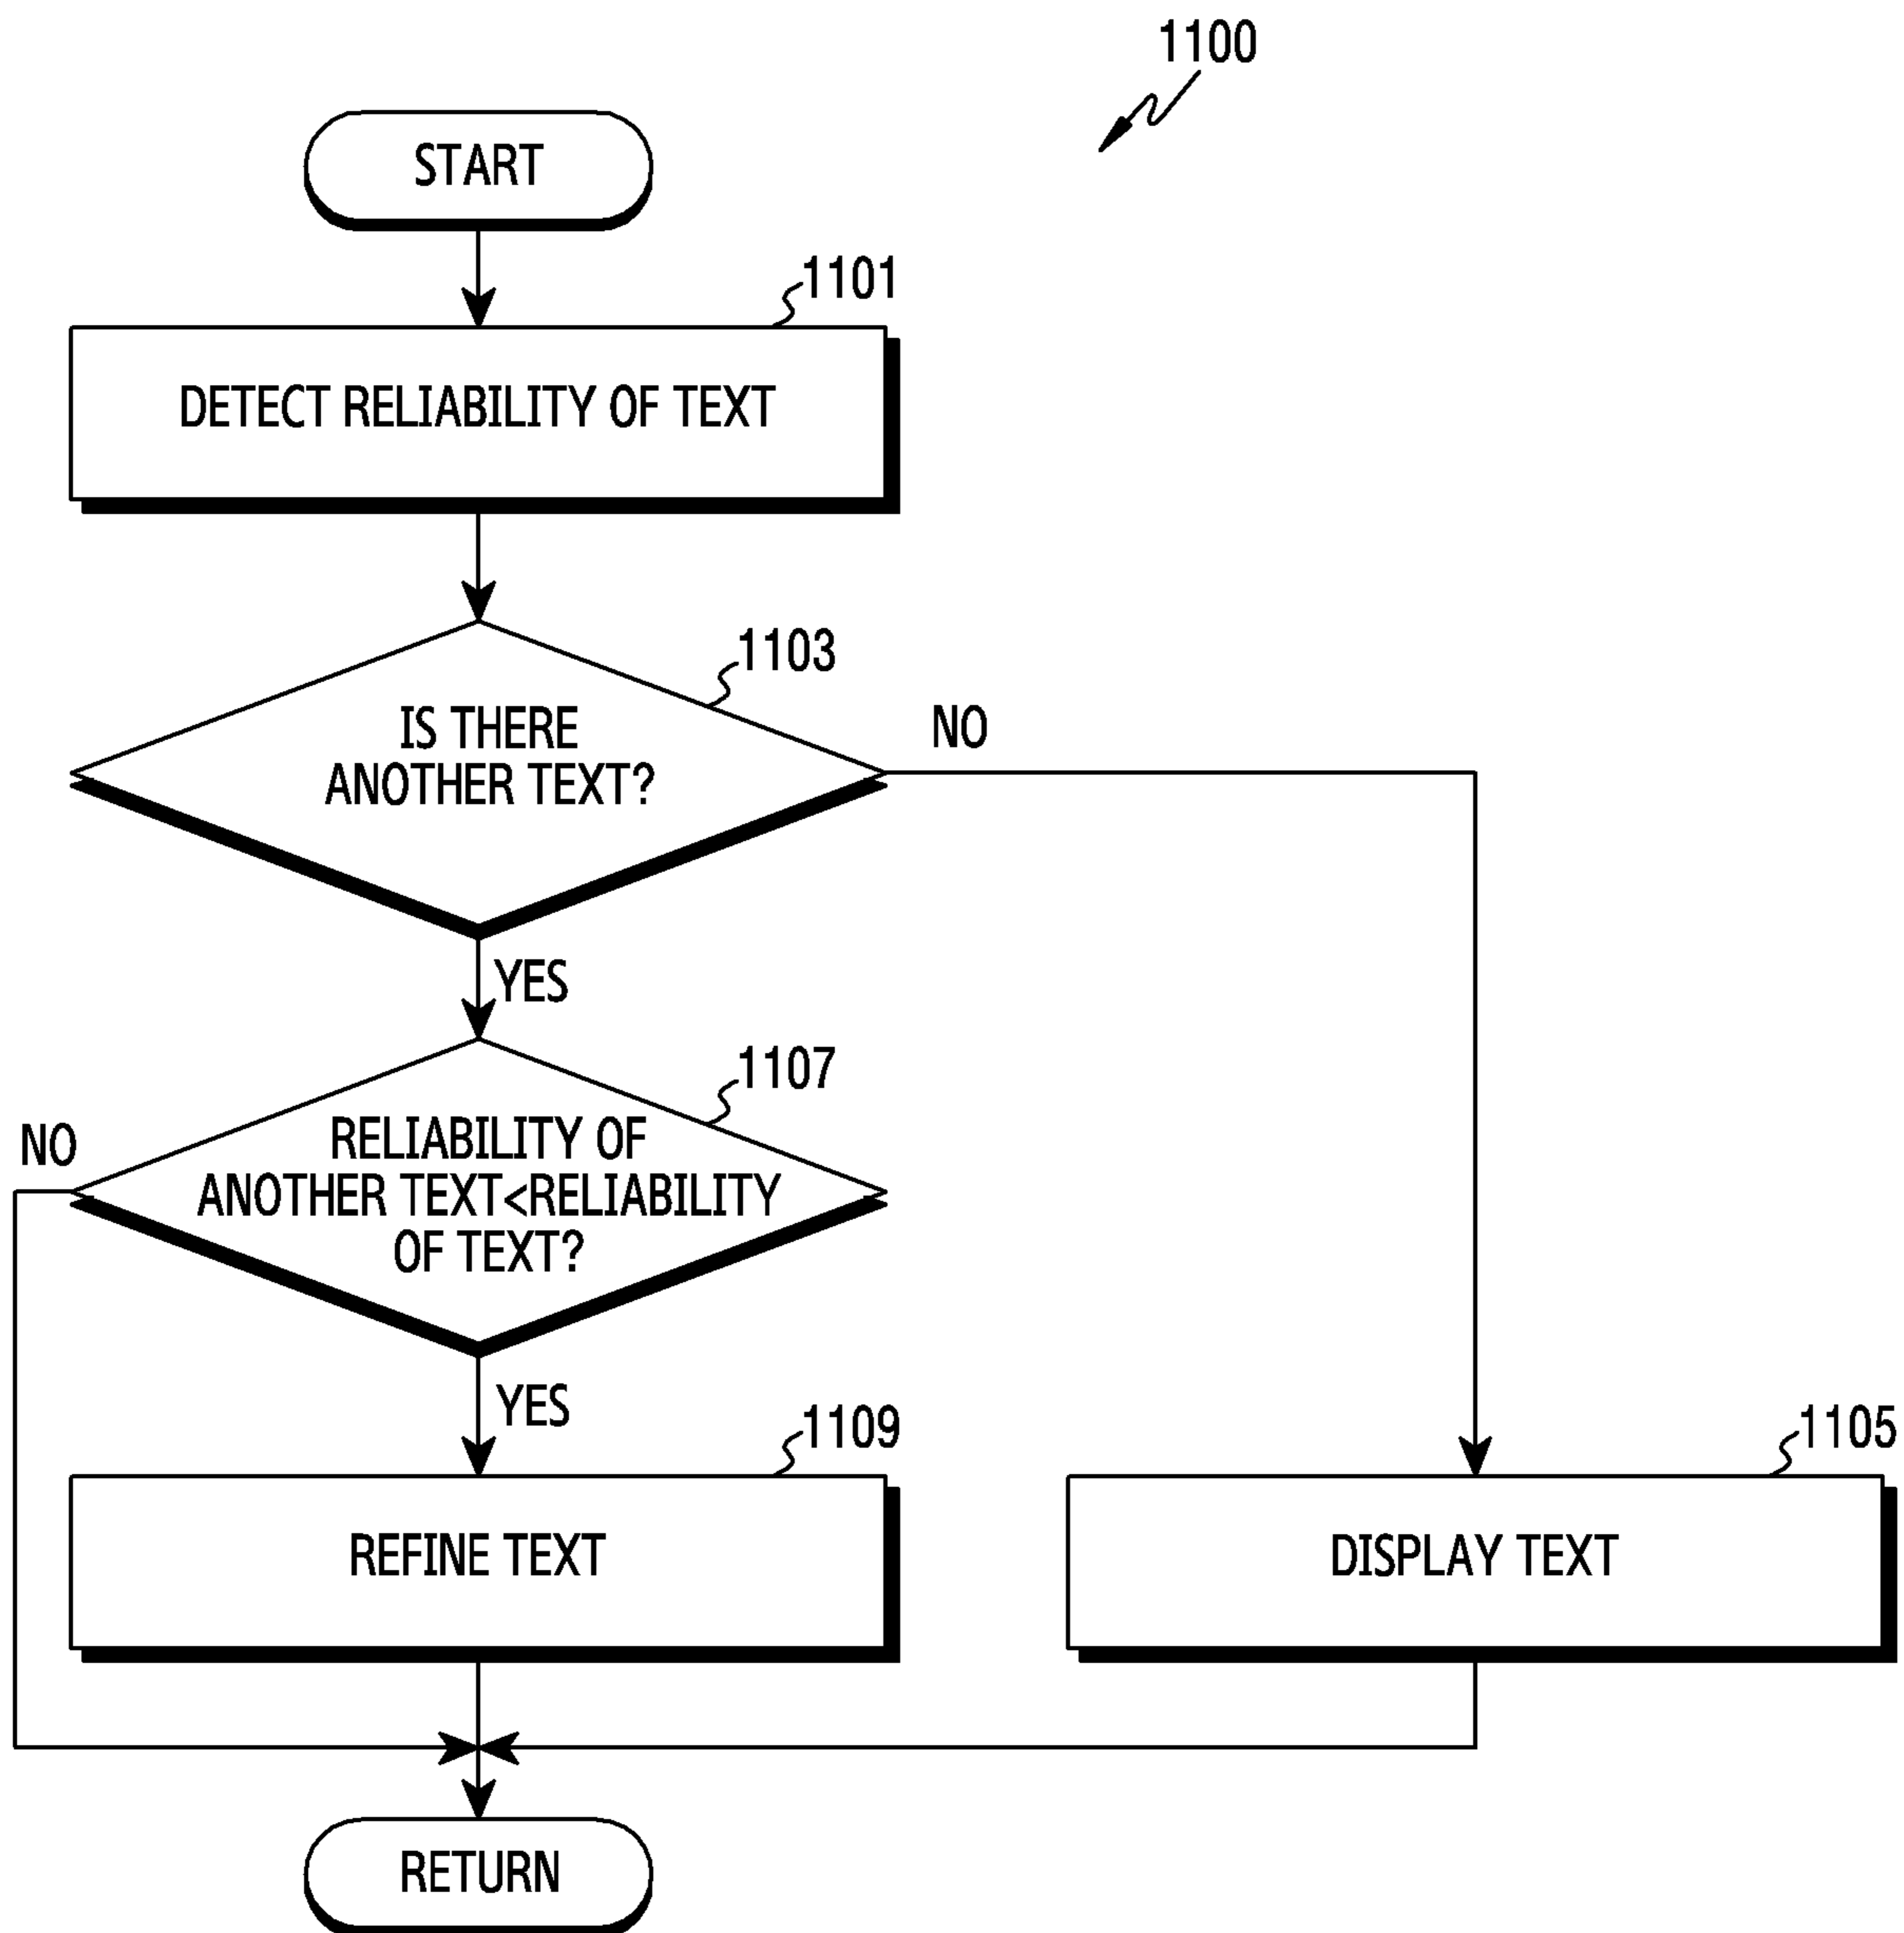 1100
START
1101
DETECT RELIABILITY OF TEXT
1103
IS THERE
ANOTHER TEXT?
NO
YES
1107
NO
RELIABILITY OF
ANOTHER TEXT<RELIABILITY
OF TEXT?
YES
1109
REFINE TEXT
1105
DISPLAY TEXT
RETURN